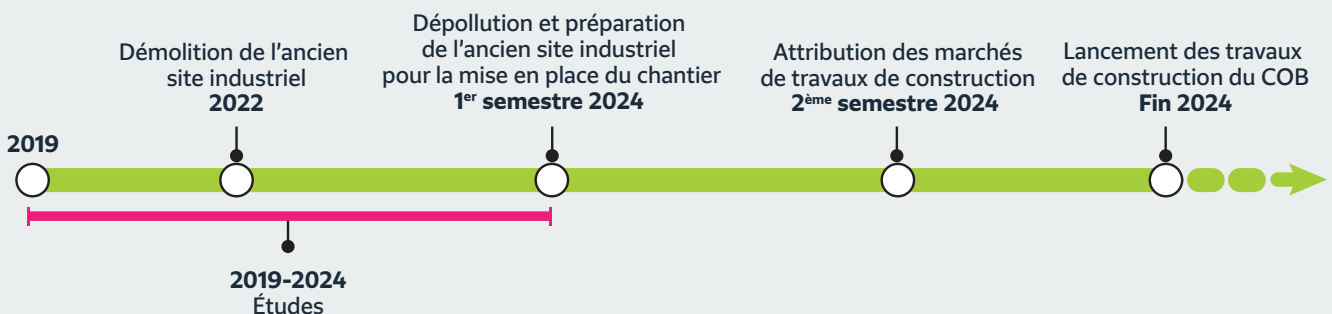 2019
Démolition de l'ancien
site industriel
2022
Dépollution et préparation
de l'ancien site industriel
pour la mise en place du chantier
1er semestre 2024
Attribution des marchés
de travaux de construction
2ème semestre 2024
Lancement des travaux
de construction du COB
Fin 2024
2019-2024
Études